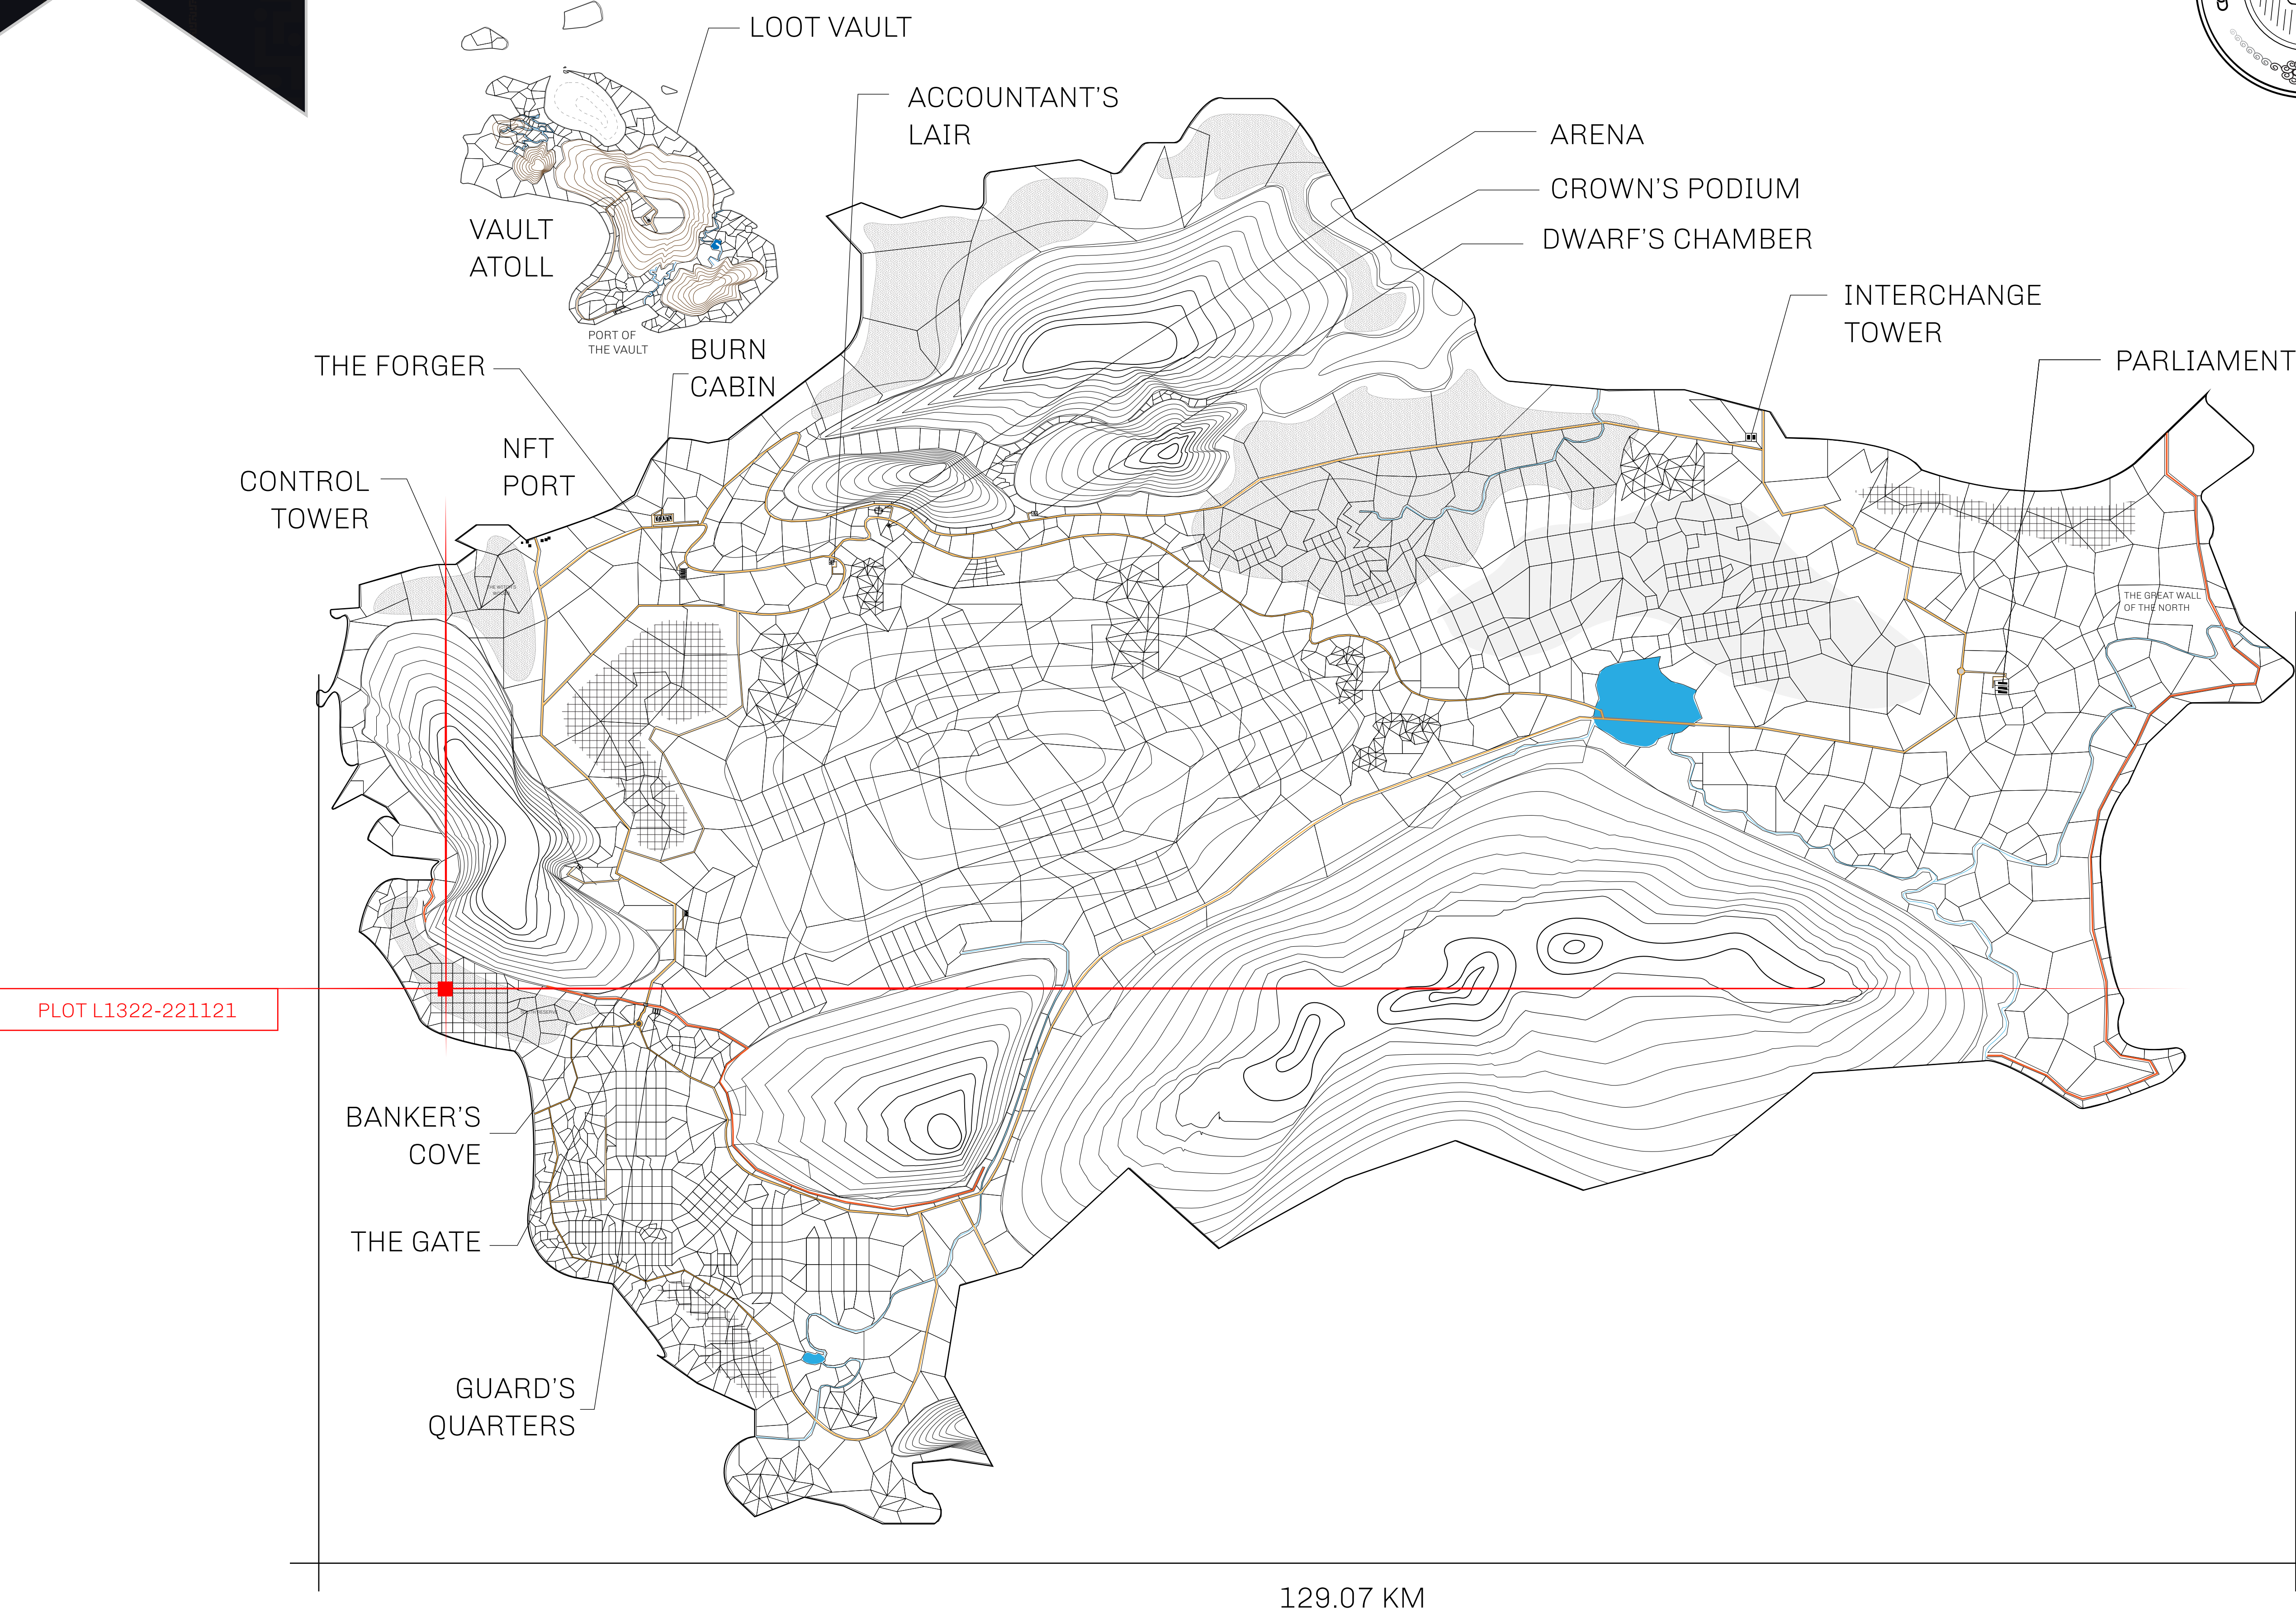 LOOT VAULT
ACCOUNTANT'S
LAIR
ARENA
CROWN'S PODIUM
DWARF'S CHAMBER
VAULT
ATOLL
INTERCHANGE
TOWER
PORT OF
THE VAULT
BURN
CABIN
PARLIAMENT
THE FORGER
NFT
PORT
CONTROL
TOWER
THE GREAT WALL
OF THE NORTH
PLOT L1322-221121
BANKER'S
COVE
THE GATE
GUARD'S
QUARTERS
129.07 KM